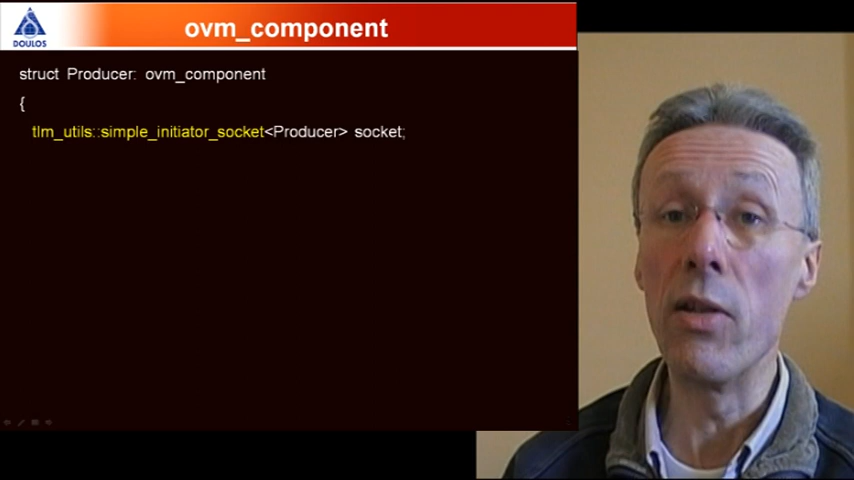 DOULOS
ovm_component
struct Producer: ovm_component
{
tlm_utils::simple_initiator_socket<Producer> socket;